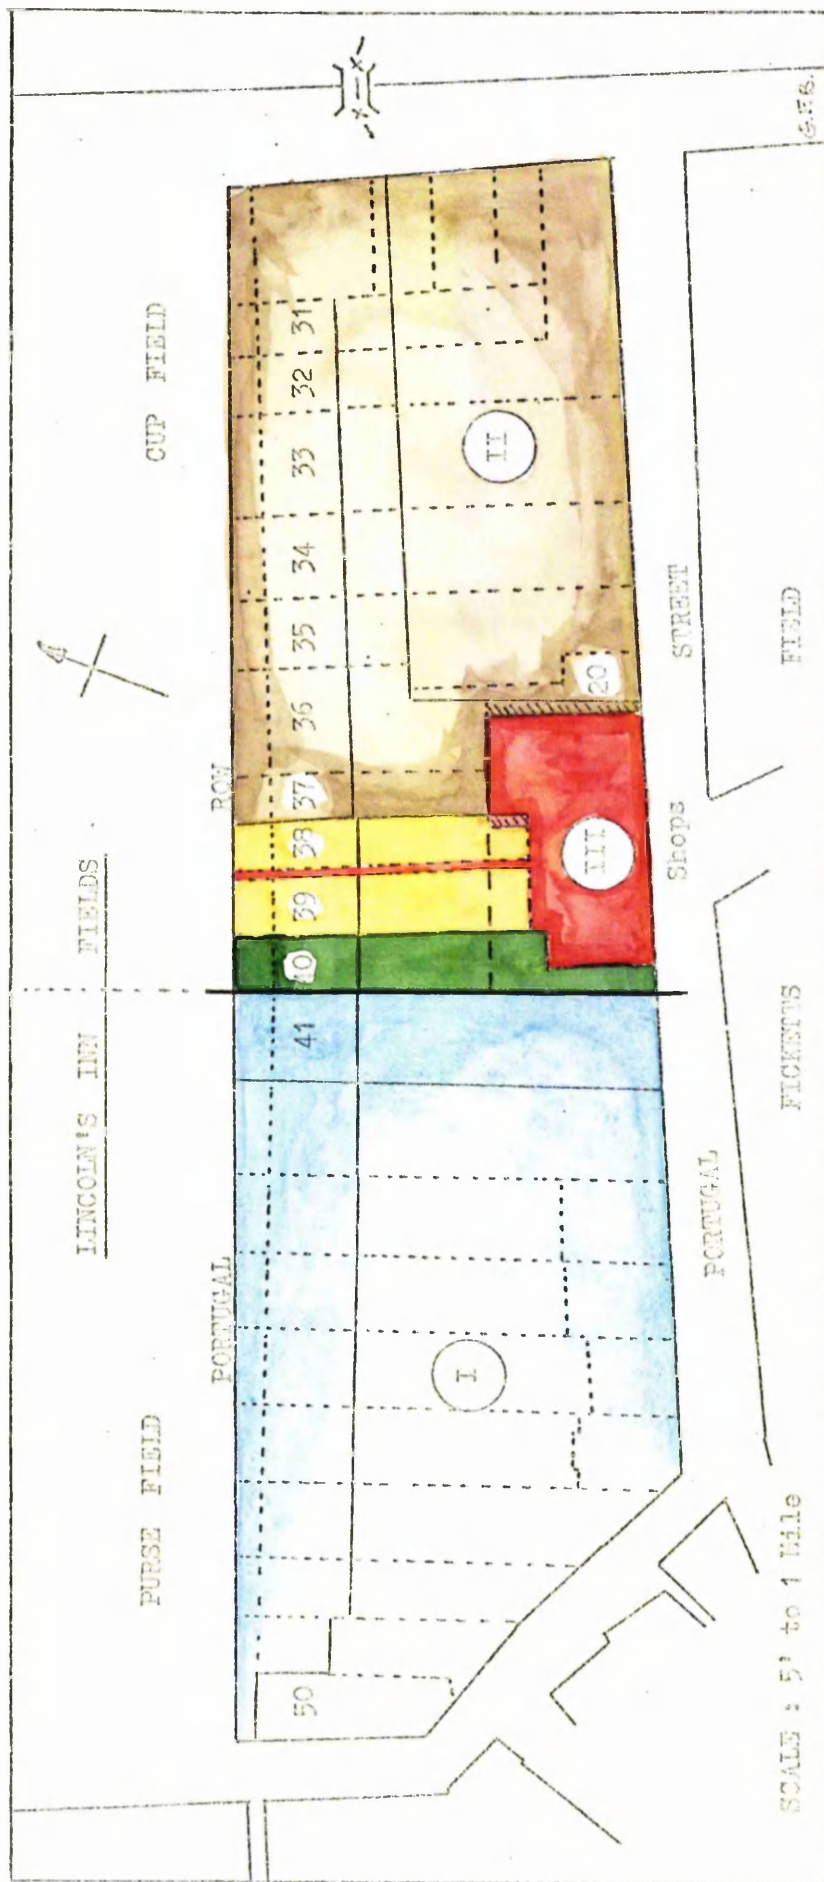 LINCOLN'S INN FIELDS
PURSE FIELD
CUP FIELD
PORTUGAL ROW
50
41
40
39
38
37
36
35
34
33
32
31
I
II
III
20
Shops
PORTUGAL STREET
FICKETTS FIELD
SCALE : 5' to 1 Mile
G.F.B.